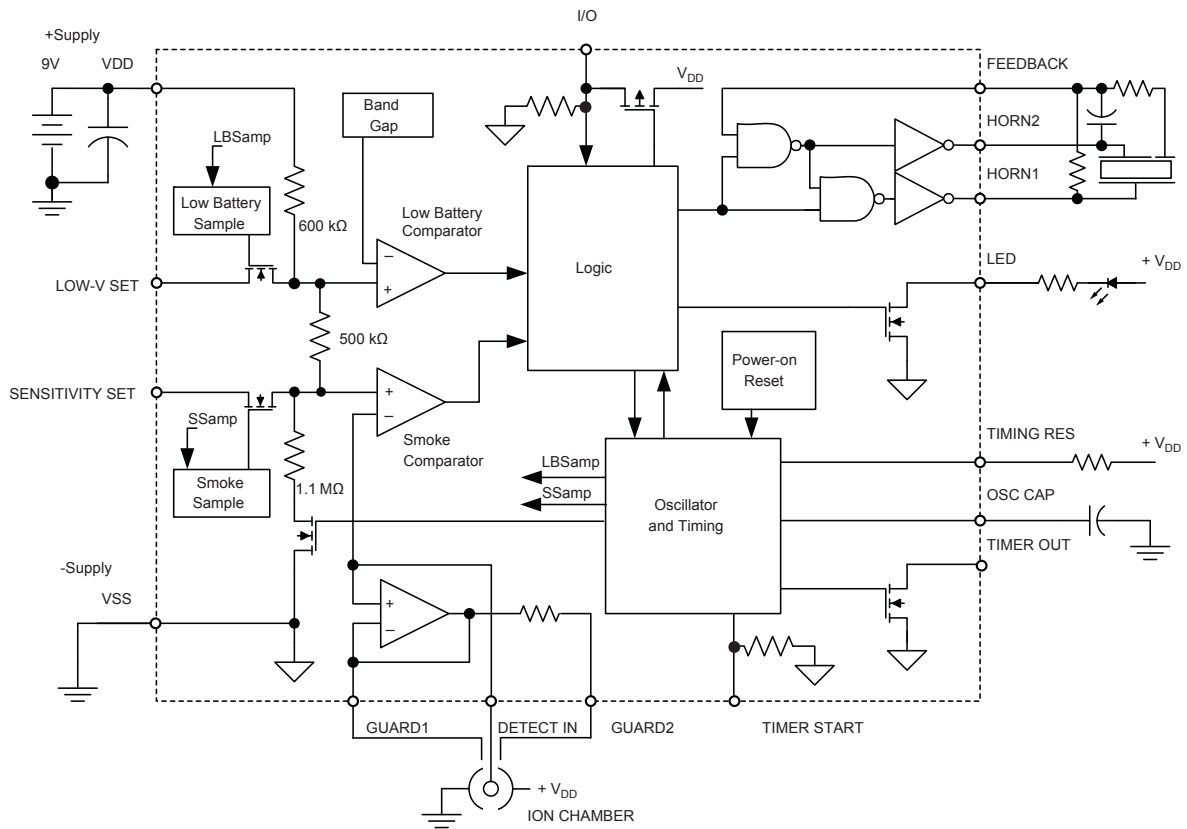 I/O
+Supply
9V
VDD
FEEDBACK
V_DD
Band
Gap
HORN2
LBSamp
HORN1
Low Battery
Sample
600 kΩ
Low Battery
Comparator
−
+
Logic
LED
+ V_DD
LOW-V SET
500 kΩ
Power-on
Reset
SENSITIVITY SET
+
−
SSamp
Smoke
Comparator
TIMING RES
+ V_DD
LBSamp
Smoke
Sample
1.1 MΩ
SSamp
Oscillator
and Timing
OSC CAP
TIMER OUT
-Supply
VSS
+
−
GUARD1
DETECT IN
GUARD2
TIMER START
+ V_DD
ION CHAMBER